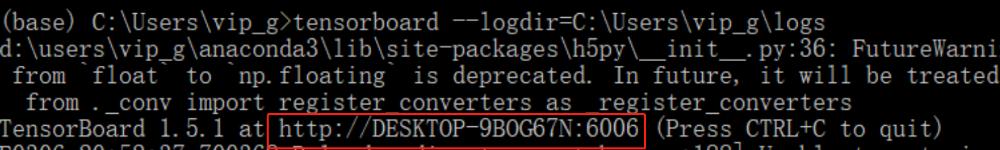 (base) C:\Users\vip_g>tensorboard --logdir=C:\Users\vip_g\logs
d:\users\vip_g\anaconda3\lib\site-packages\h5py\__init__.py:36: FutureWarni
from `float` to `np.floating` is deprecated. In future, it will be treated
from ._conv import register_converters as _register_converters
TensorBoard 1.5.1 at http://DESKTOP-9BOG67N:6006 (Press CTRL+C to quit)